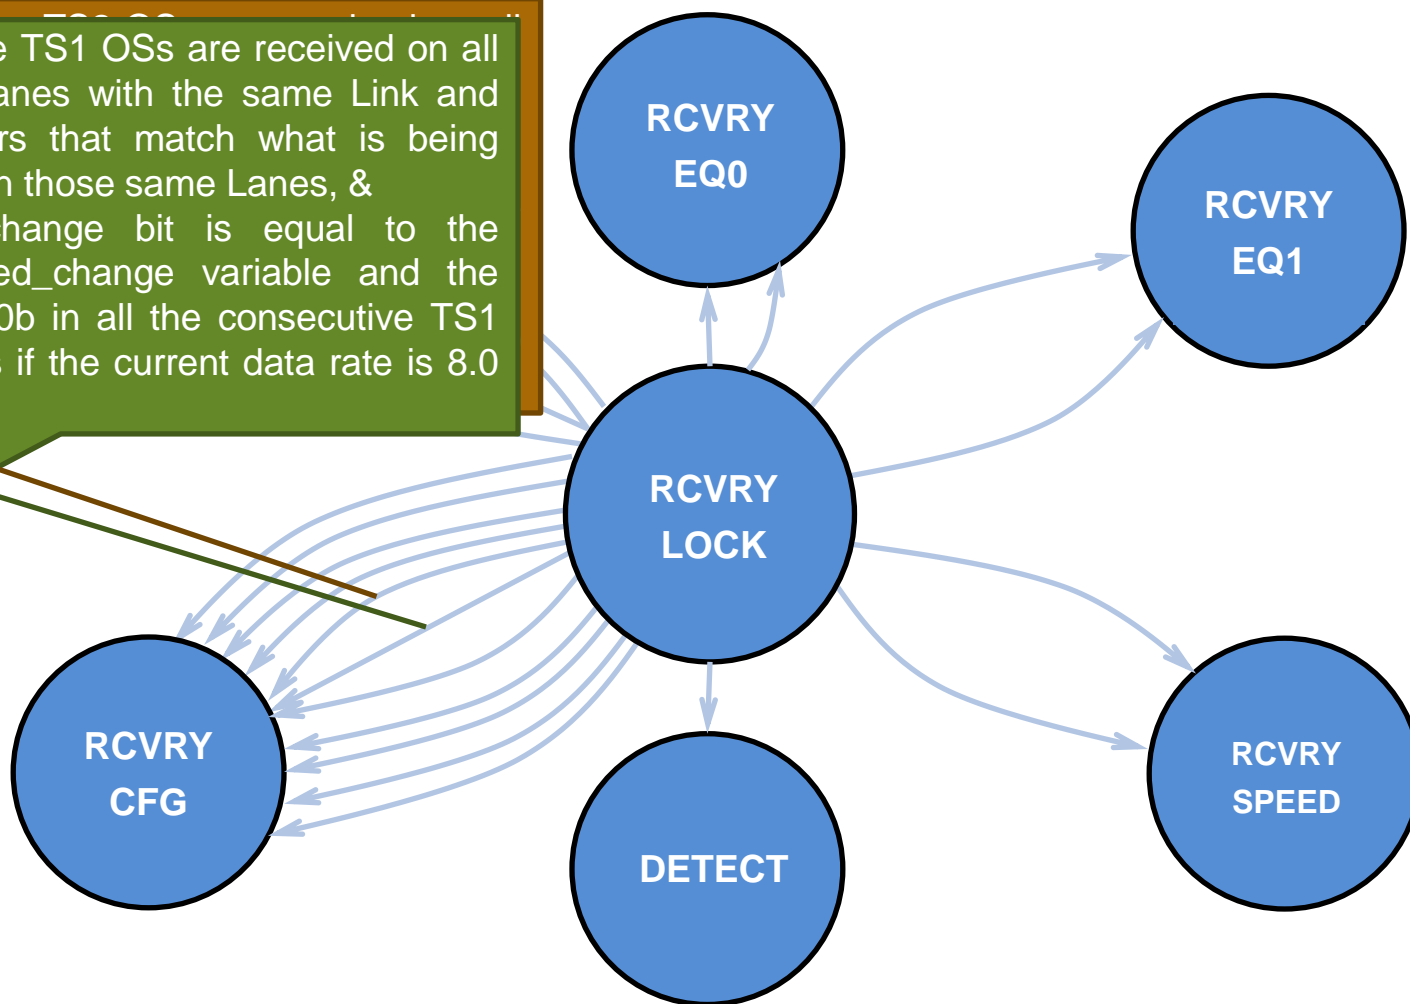 e TS1 OSs are received on all
anes with the same Link and
rs that match what is being
n those same Lanes, &
change bit is equal to the
ed_change variable and the
0b in all the consecutive TS1
s if the current data rate is 8.0
RCVRY
EQ0
RCVRY
EQ1
RCVRY
LOCK
RCVRY
CFG
RCVRY
SPEED
DETECT